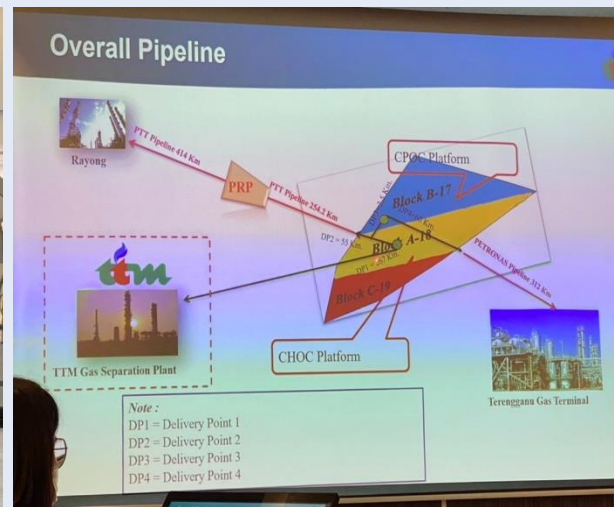 Overall Pipeline
PTT Pipeline 414 Km
Rayong
PRP
PTT Pipeline 254.2 Km
CPOC Platform
Block B-17
DP2 = 55 Km.
Block A-18
PETRONAS Pipeline 312 Km
Block C-19
ttm
TTM Gas Separation Plant
CHOC Platform
Terengganu Gas Terminal
Note :
DP1 = Delivery Point 1
DP2 = Delivery Point 2
DP3 = Delivery Point 3
DP4 = Delivery Point 4